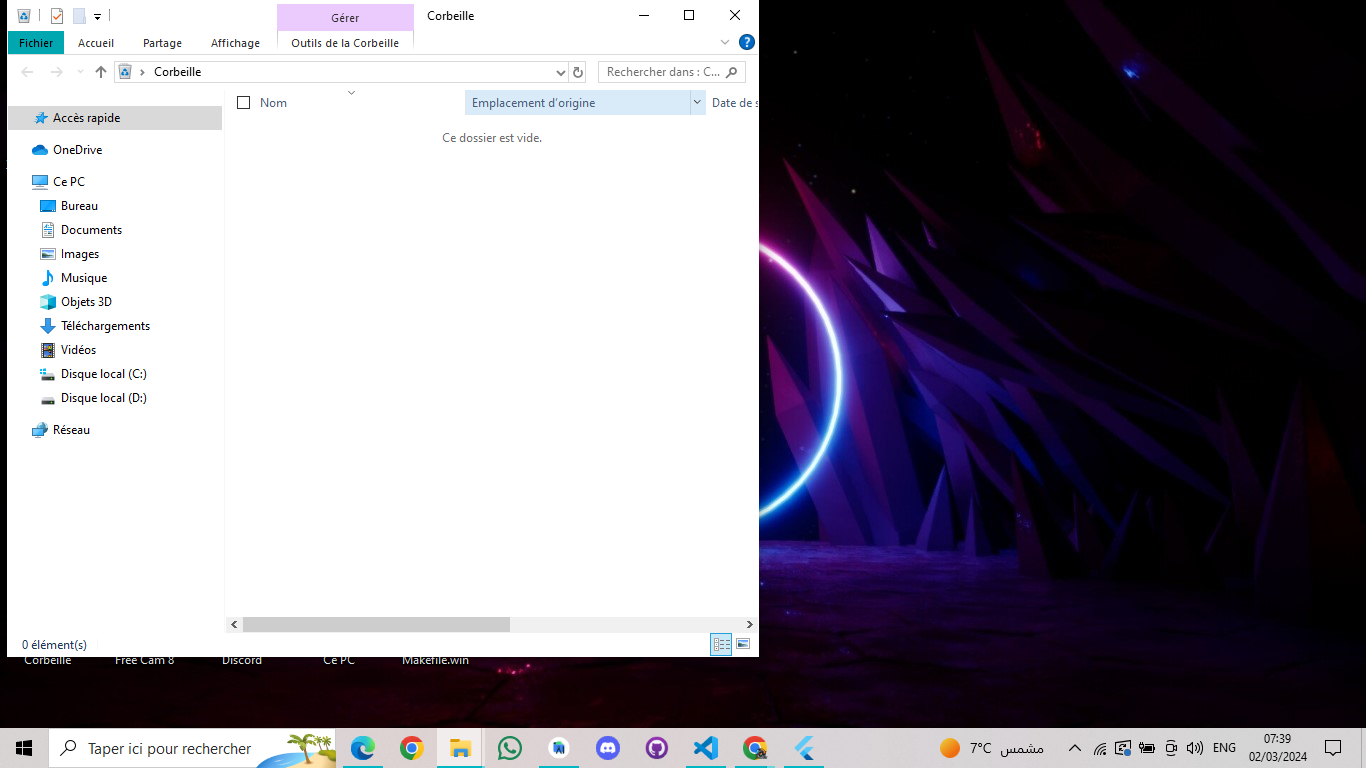 Gérer
Corbeille
Fichier
Accueil
Partage
Affichage
Outils de la Corbeille
Corbeille
Rechercher dans : C...
Nom
Emplacement d'origine
Date de s
Ce dossier est vide.
Accès rapide
OneDrive
Ce PC
Bureau
Documents
Images
Musique
Objets 3D
Téléchargements
Vidéos
Disque local (C:)
Disque local (D:)
Réseau
0 élément(s)
Corbeille
Free Cam 8
Discord
Ce PC
Makefile.win
Taper ici pour rechercher
7°C مشمس
ENG
07:39
02/03/2024